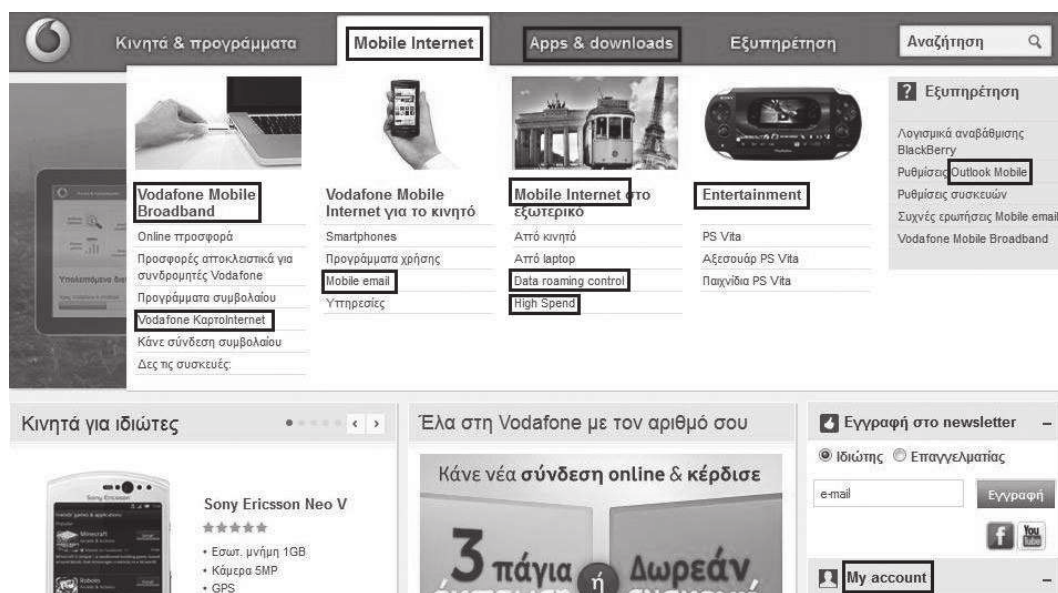 Κινητά & προγράμματα
Mobile Internet
Apps & downloads
Εξυπηρέτηση
Αναζήτηση
Vodafone Mobile
Broadband
Online προσφορά
Προσφορές αποκλειστικά για
συνδρομητές Vodafone
Προγράμματα συμβολαίου
Vodafone ΚαρτοInternet
Κάνε σύνδεση συμβολαίου
Δες τις συσκευές:
Vodafone Mobile
Internet για το κινητό
Smartphones
Προγράμματα χρήσης
Mobile email
Υπηρεσίες
Mobile Internet στο
εξωτερικό
Από κινητό
Από laptop
Data roaming control
High Spend
Entertainment
PS Vita
Αξεσουάρ PS Vita
Παιχνίδια PS Vita
? Εξυπηρέτηση
Λογισμικά αναβάθμισης
BlackBerry
Ρυθμίσεις Outlook Mobile
Ρυθμίσεις συσκευών
Συχνές ερωτήσεις Mobile email
Vodafone Mobile Broadband
Κινητά για ιδιώτες
Sony Ericsson
Minecraft
Sony Ericsson Neo V
• Εσωτ. μνήμη 1GB
• Κάμερα 5MP
• GPS
Έλα στη Vodafone με τον αριθμό σου
Κάνε νέα σύνδεση online & κέρδισε
3 πάγια
ή
Δωρεάν
Εγγραφή στο newsletter –
Ιδιώτης Επαγγελματίας
e-mail
Εγγραφή
f You Tube
My account –